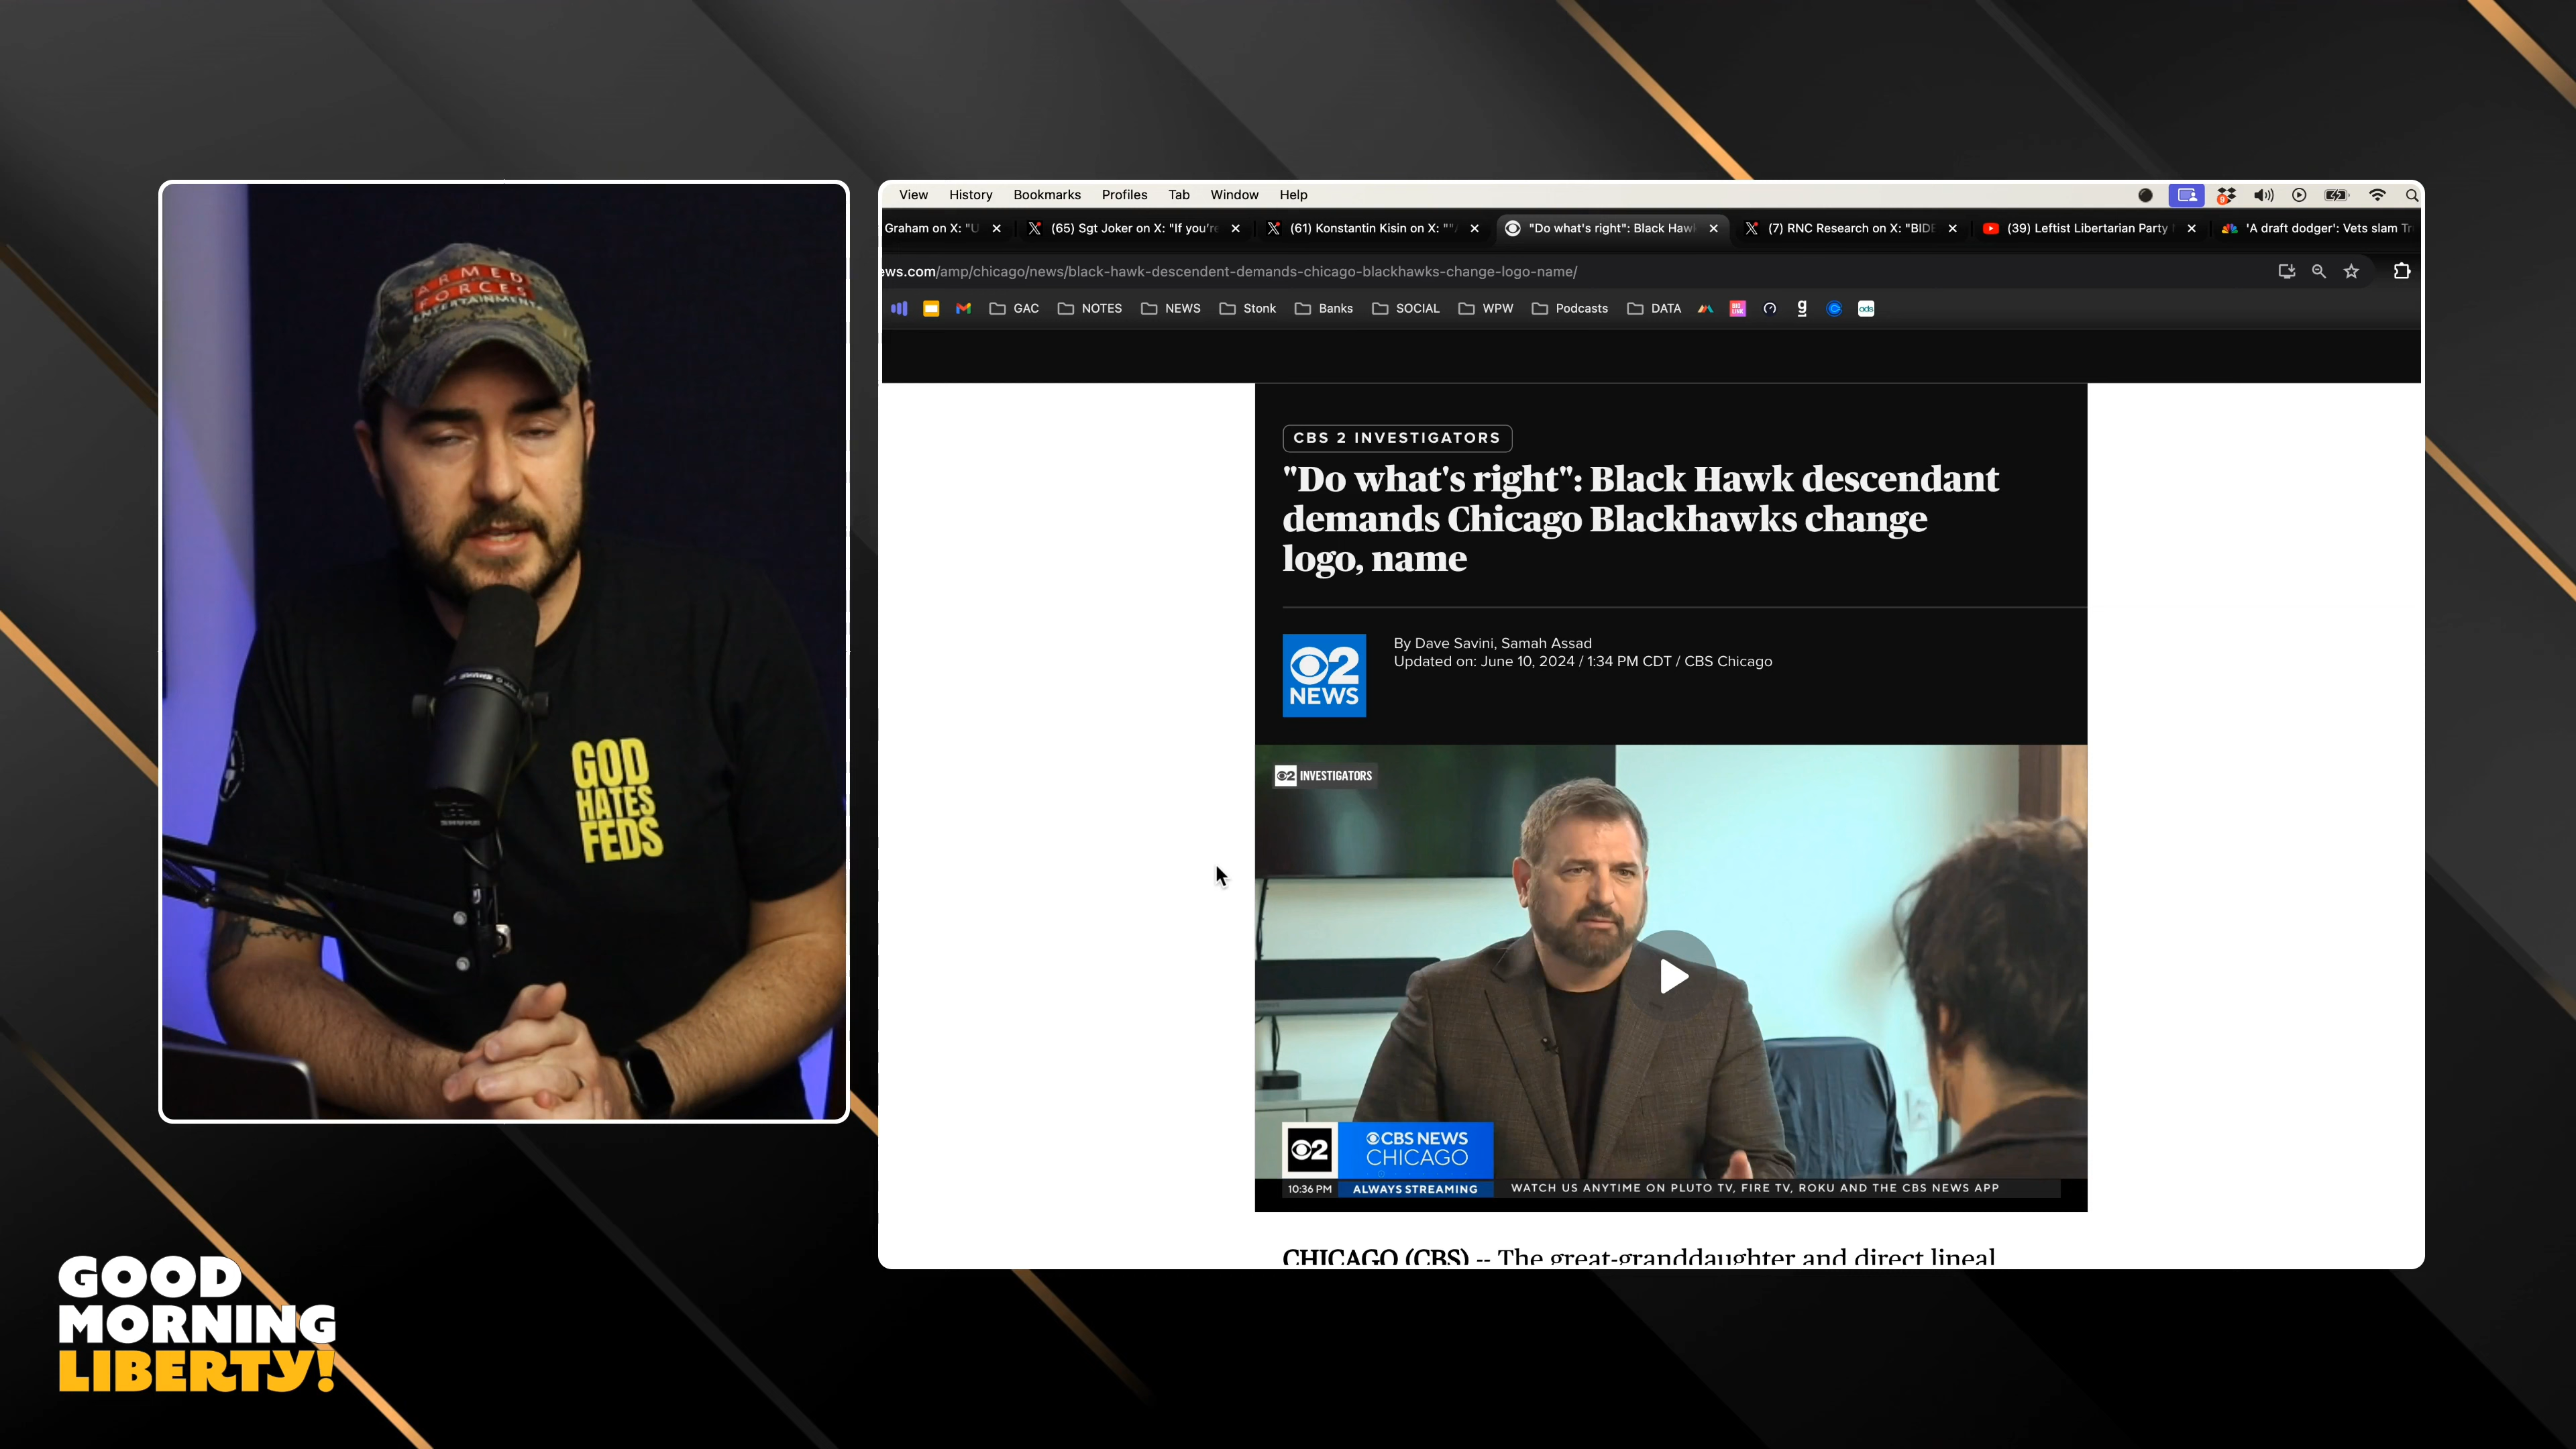 ARMED
FORCES
ENTERTAINMENT
GOD
HATES
FEDS
GOOD
MORNING
LIBERTY!
View History Bookmarks Profiles Tab Window Help
Graham on X: "U
(65) Sgt Joker on X: "If you're
(61) Konstantin Kisin on X: ""
"Do what's right": Black Haw
(7) RNC Research on X: "BIDE
(39) Leftist Libertarian Party
'A draft dodger': Vets slam Tr
ews.com/amp/chicago/news/black-hawk-descendent-demands-chicago-blackhawks-change-logo-name/
GAC NOTES NEWS Stonk Banks SOCIAL WPW Podcasts DATA
CBS 2 INVESTIGATORS
"Do what's right": Black Hawk descendant
demands Chicago Blackhawks change
logo, name
2
NEWS
By Dave Savini, Samah Assad
Updated on: June 10, 2024 / 1:34 PM CDT / CBS Chicago
2 INVESTIGATORS
2
CBS NEWS
CHICAGO
10:36 PM ALWAYS STREAMING WATCH US ANYTIME ON PLUTO TV, FIRE TV, ROKU AND THE CBS NEWS APP
CHICAGO (CBS) -- The great-granddaughter and direct lineal